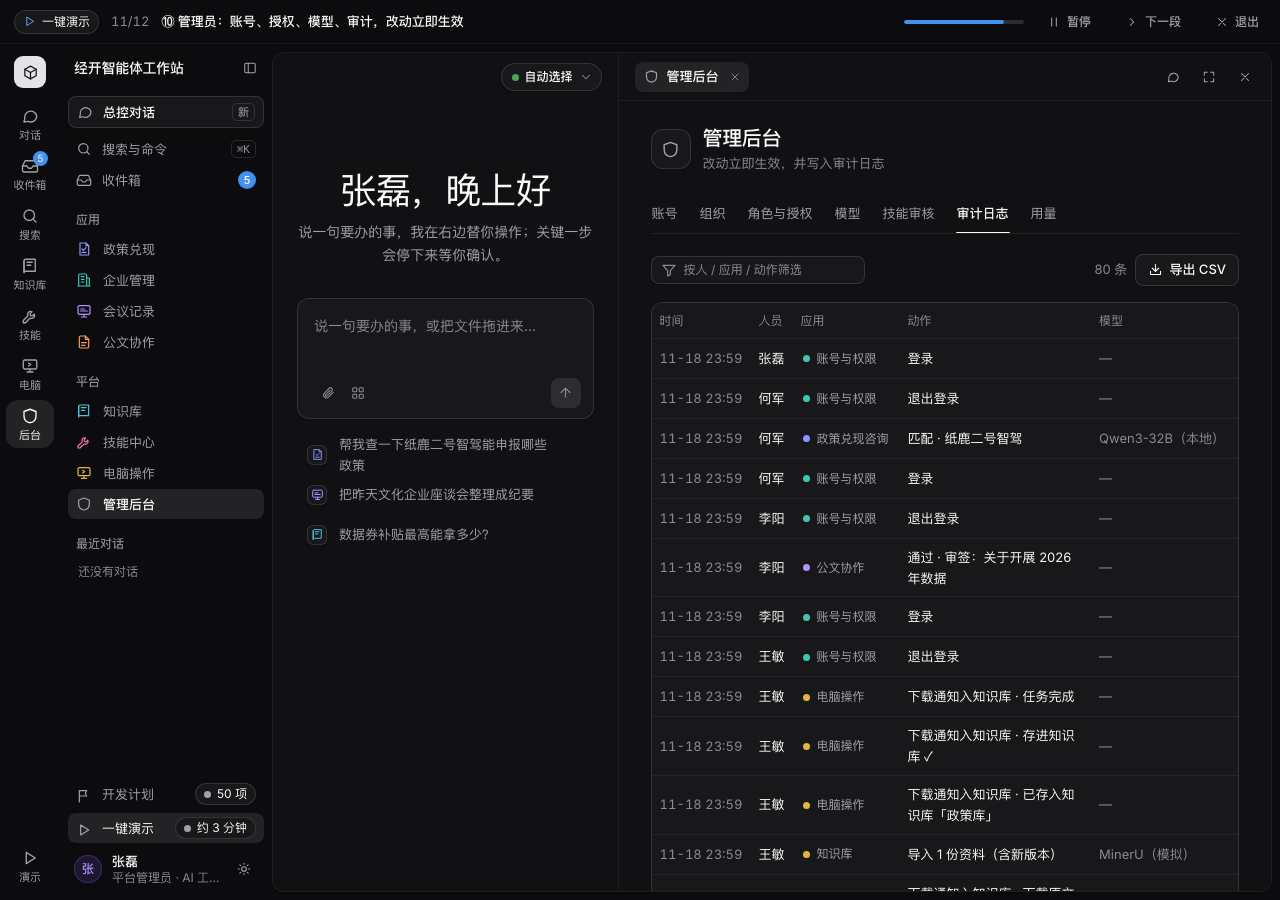 一键演示
11/12
⑩ 管理员：账号、授权、模型、审计，改动立即生效
暂停
下一段
退出
对话
5
收件箱
搜索
知识库
技能
电脑
后台
演示
经开智能体工作站
总控对话
新
搜索与命令
⌘K
收件箱
5
应用
政策兑现
企业管理
会议记录
公文协作
平台
知识库
技能中心
电脑操作
管理后台
最近对话
还没有对话
开发计划
50 项
一键演示
约 3 分钟
张
张磊
平台管理员 · AI 工…
自动选择
张磊，晚上好
说一句要办的事，我在右边替你操作；关键一步
会停下来等你确认。
说一句要办的事，或把文件拖进来…
帮我查一下纸鹿二号智驾能申报哪些
政策
把昨天文化企业座谈会整理成纪要
数据券补贴最高能拿多少？
管理后台
管理后台
改动立即生效，并写入审计日志
账号
组织
角色与授权
模型
技能审核
审计日志
用量
按人 / 应用 / 动作筛选
80 条
导出 CSV
时间 人员 应用 动作 模型
11-18 23:59 张磊 账号与权限 登录 —
11-18 23:59 何军 账号与权限 退出登录 —
11-18 23:59 何军 政策兑现咨询 匹配 · 纸鹿二号智驾 Qwen3-32B（本地）
11-18 23:59 何军 账号与权限 登录 —
11-18 23:59 李阳 账号与权限 退出登录 —
11-18 23:59 李阳 公文协作 通过 · 审签：关于开展 2026
年数据 —
11-18 23:59 李阳 账号与权限 登录 —
11-18 23:59 王敏 账号与权限 退出登录 —
11-18 23:59 王敏 电脑操作 下载通知入知识库 · 任务完成 —
11-18 23:59 王敏 电脑操作 下载通知入知识库 · 存进知识
库 ✓ —
11-18 23:59 王敏 电脑操作 下载通知入知识库 · 已存入知
识库「政策库」 —
11-18 23:59 王敏 知识库 导入 1 份资料（含新版本） MinerU（模拟）